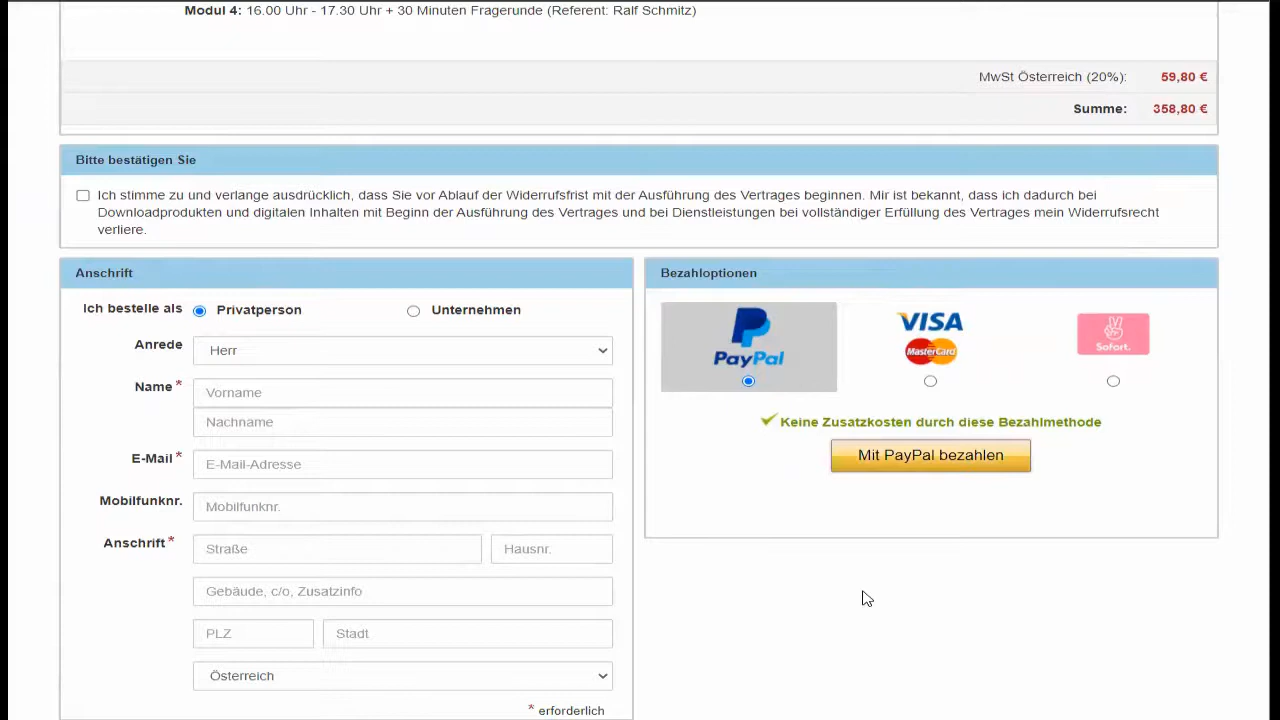 Modul 4: 16.00 Uhr - 17.30 Uhr + 30 Minuten Fragerunde (Referent: Ralf Schmitz)
MwSt Österreich (20%): 59,80 €
Summe: 358,80 €
Bitte bestätigen Sie
Ich stimme zu und verlange ausdrücklich, dass Sie vor Ablauf der Widerrufsfrist mit der Ausführung des Vertrages beginnen. Mir ist bekannt, dass ich dadurch bei
Downloadprodukten und digitalen Inhalten mit Beginn der Ausführung des Vertrages und bei Dienstleistungen bei vollständiger Erfüllung des Vertrages mein Widerrufsrecht
verliere.
Anschrift
Ich bestelle als Privatperson Unternehmen
Anrede Herr
Name * Vorname
Nachname
E-Mail * E-Mail-Adresse
Mobilfunknr. Mobilfunknr.
Anschrift * Straße Hausnr.
Gebäude, c/o, Zusatzinfo
PLZ Stadt
Österreich
* erforderlich
Bezahloptionen
PayPal
VISA
MasterCard
Sofort.
Keine Zusatzkosten durch diese Bezahlmethode
Mit PayPal bezahlen